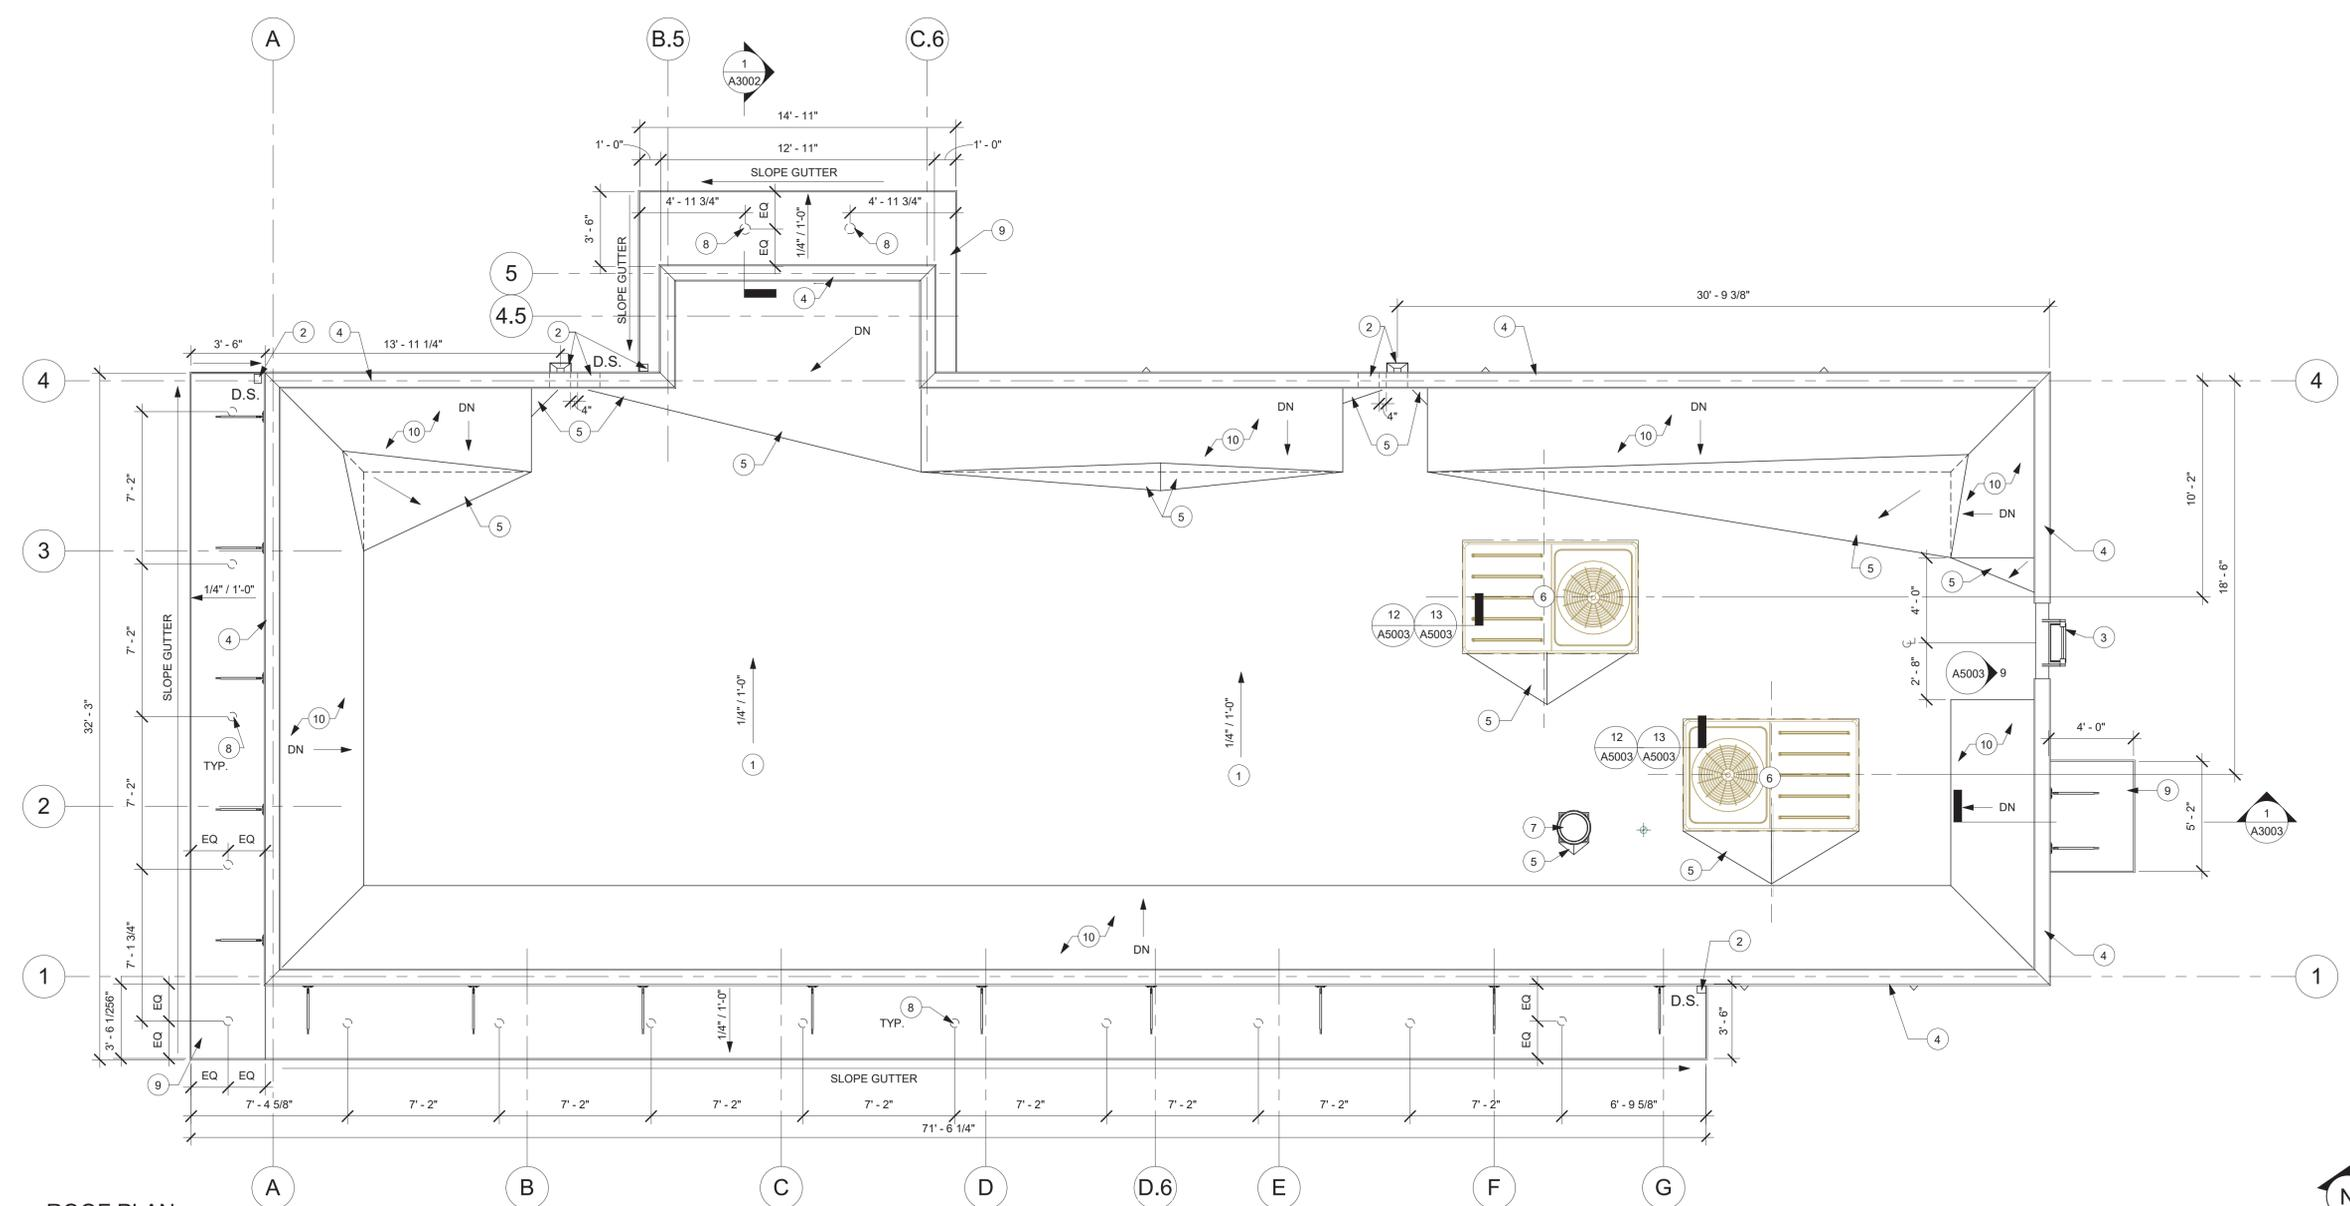 A
B.5
C.6
1
A3002
14' - 11"
1' - 0"
12' - 11"
1' - 0"
SLOPE GUTTER
4' - 11 3/4"
EQ
1/4" / 1'-0"
4' - 11 3/4"
3' - 6"
SLOPE GUTTER
8
EQ
8
9
5
4
4.5
30' - 9 3/8"
2
4
2
DN
2
4
3' - 6"
13' - 11 1/4"
D.S.
4
4
D.S.
DN
10
4"
5
5
DN
10
4"
5
DN
10
10
DN
7' - 2"
5
5
10' - 2"
18' - 6"
3
4
5
5
4' - 0"
1/4" / 1'-0"
6
12
A5003
13
A5003
4
SLOPE GUTTER
7' - 2"
3
CL
2' - 8"
A5003
9
32' - 3"
10
DN
1/4" / 1'-0"
1
1/4" / 1'-0"
1
5
8
TYP.
12
A5003
13
A5003
6
10
4' - 0"
7' - 2"
2
DN
9
5' - 2"
1
A3003
7
5
5
EQ
EQ
7' - 1 3/4"
10
DN
2
4
1
1
3' - 6 1/256"
EQ
EQ
1/4" / 1'-0"
8
TYP.
EQ
EQ
D.S.
3' - 6"
4
9
EQ
EQ
SLOPE GUTTER
7' - 4 5/8"
7' - 2"
7' - 2"
7' - 2"
7' - 2"
7' - 2"
7' - 2"
7' - 2"
7' - 2"
6' - 9 5/8"
71' - 6 1/4"
A
B
C
D
D.6
E
F
G
N
ROOF PLAN